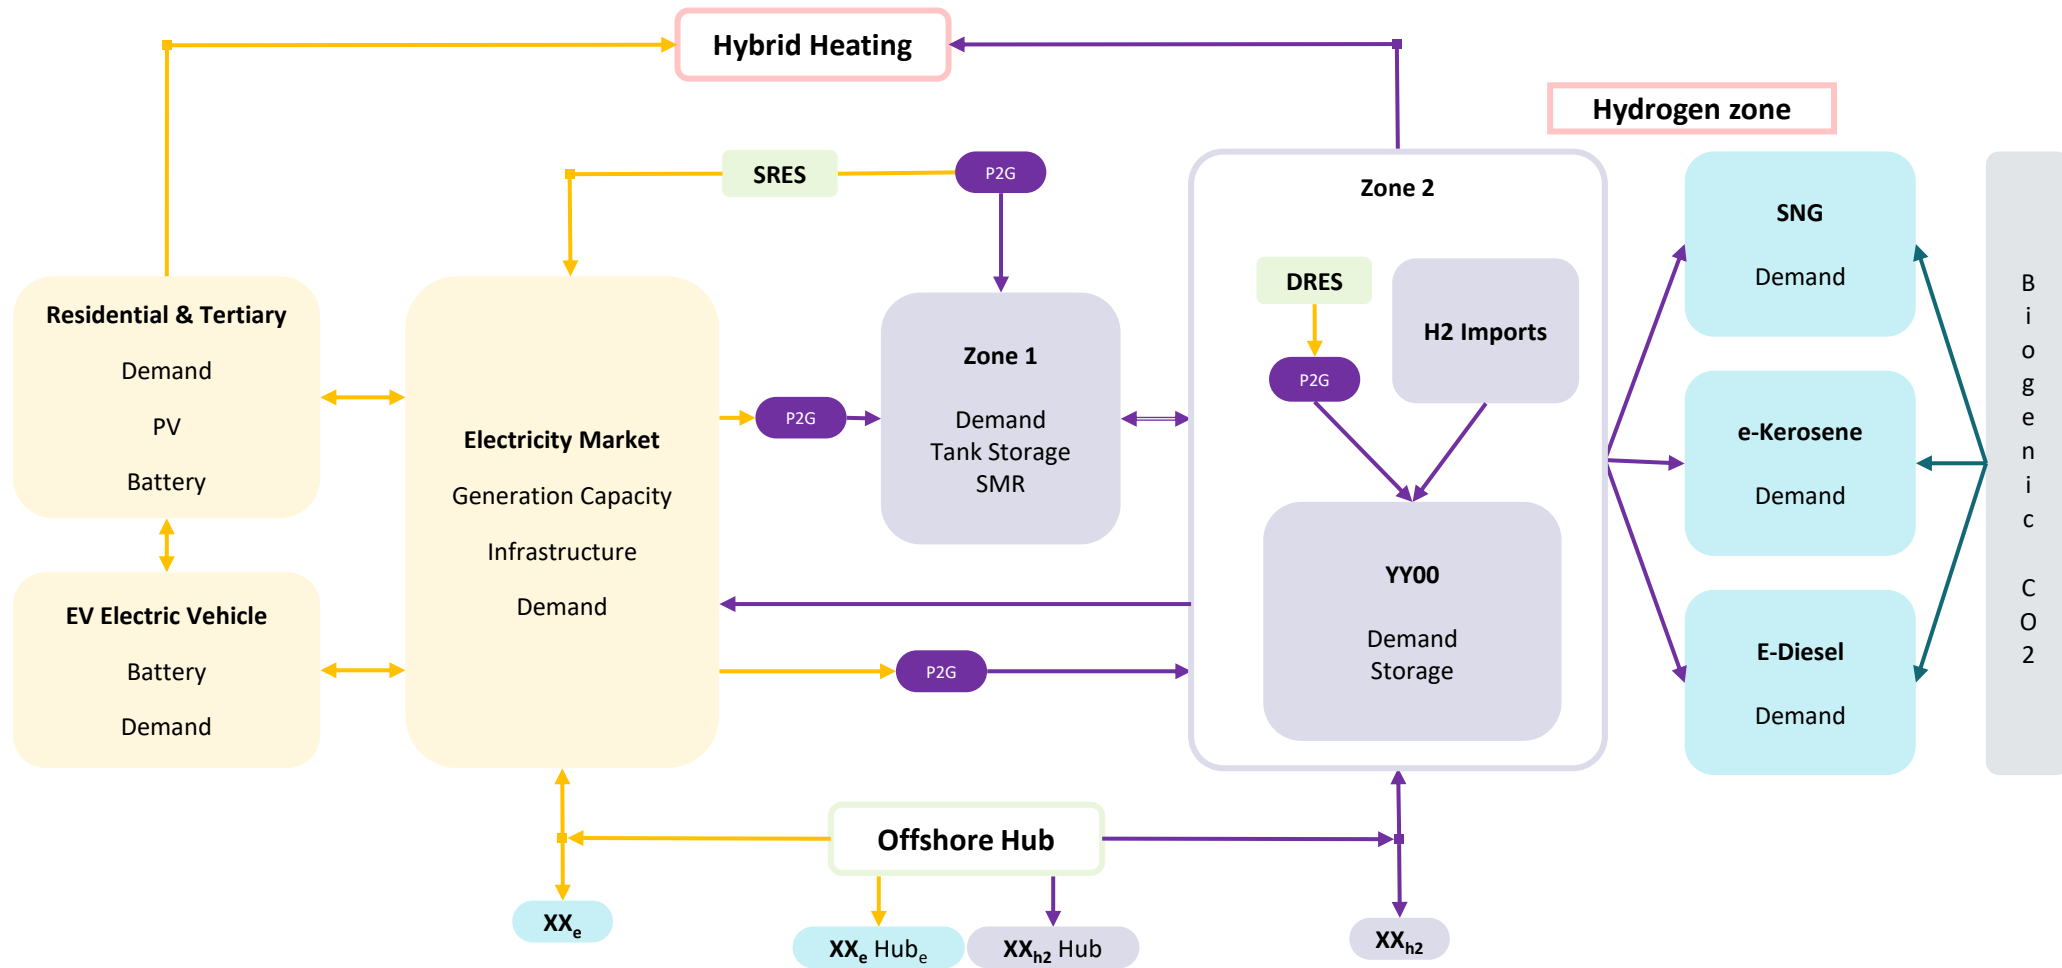 Hybrid Heating
Hydrogen zone
SRES
P2G
Zone 2
SNG
Demand
DRES
H2 Imports
P2G
Residential & Tertiary
Demand
PV
Battery
Electricity Market
Generation Capacity
Infrastructure
Demand
P2G
Zone 1
Demand
Tank Storage
SMR
e-Kerosene
Demand
YY00
Demand
Storage
EV Electric Vehicle
Battery
Demand
P2G
E-Diesel
Demand
B
i
o
g
e
n
i
c
C
O
2
Offshore Hub
XXe
XXe Hube
XXh2 Hub
XXh2